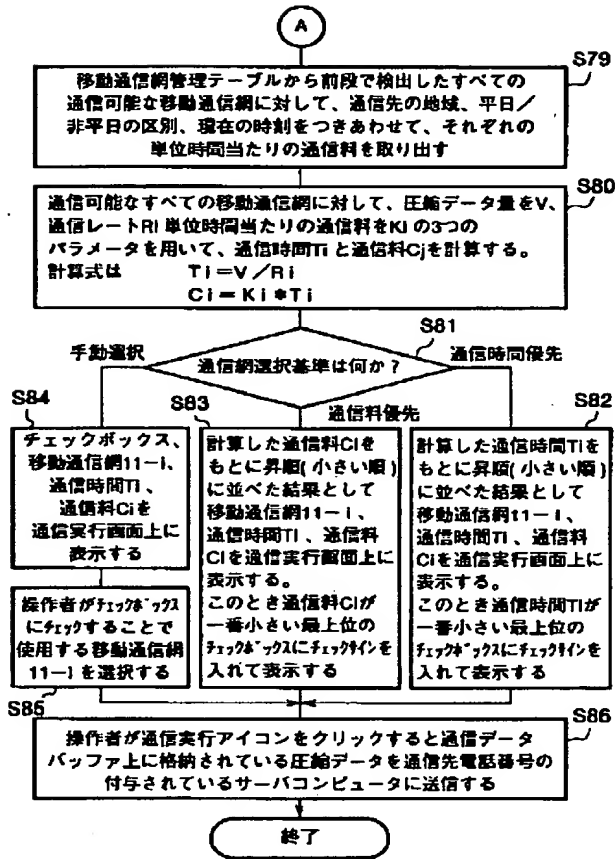 A
S79
移動通信網管理テーブルから前段で検出したすべての
通信可能な移動通信網に対して、通信先の地域、平日／
非平日の区別、現在の時刻をつきあわせて、それぞれの
単位時間当たりの通信料を取り出す
S80
通信可能なすべての移動通信網に対して、圧縮データ量をV、
通信レートRi 単位時間当たりの通信料をKi の3つの
パラメータを用いて、通信時間Ti と通信料Cjを計算する。
計算式は Ti＝V／Ri
Ci＝Ki＊Ti
S81
通信網選択基準は何か？
手動選択
通信時間優先
通信料優先
S84
チェックボックス、
移動通信網11－i、
通信時間Ti、
通信料Ciを
通信実行画面上に
表示する
操作者がﾁｪｯｸﾎﾞｯｸｽ
にチェックすることで
使用する移動通信網
11－i を選択する
S85
S83
計算した通信料Ciを
もとに昇順(小さい順)
に並べた結果として
移動通信網11－i、
通信時間Ti、通信料
Ciを通信実行画面上に
表示する。
このとき通信料Ciが
一番小さい最上位の
ﾁｪｯｸﾎﾞｯｸｽにﾁｪｯｸｻｲﾝを
入れて表示する
S82
計算した通信時間Tiを
もとに昇順(小さい順)
に並べた結果として
移動通信網11－i、
通信時間Ti、通信料
Ciを通信実行画面上に
表示する。
このとき通信時間Tiが
一番小さい最上位の
ﾁｪｯｸﾎﾞｯｸｽにﾁｪｯｸｻｲﾝを
入れて表示する
S86
操作者が通信実行アイコンをクリックすると通信データ
バッファ上に格納されている圧縮データを通信先電話番号の
付与されているサーバコンピュータに送信する
終了